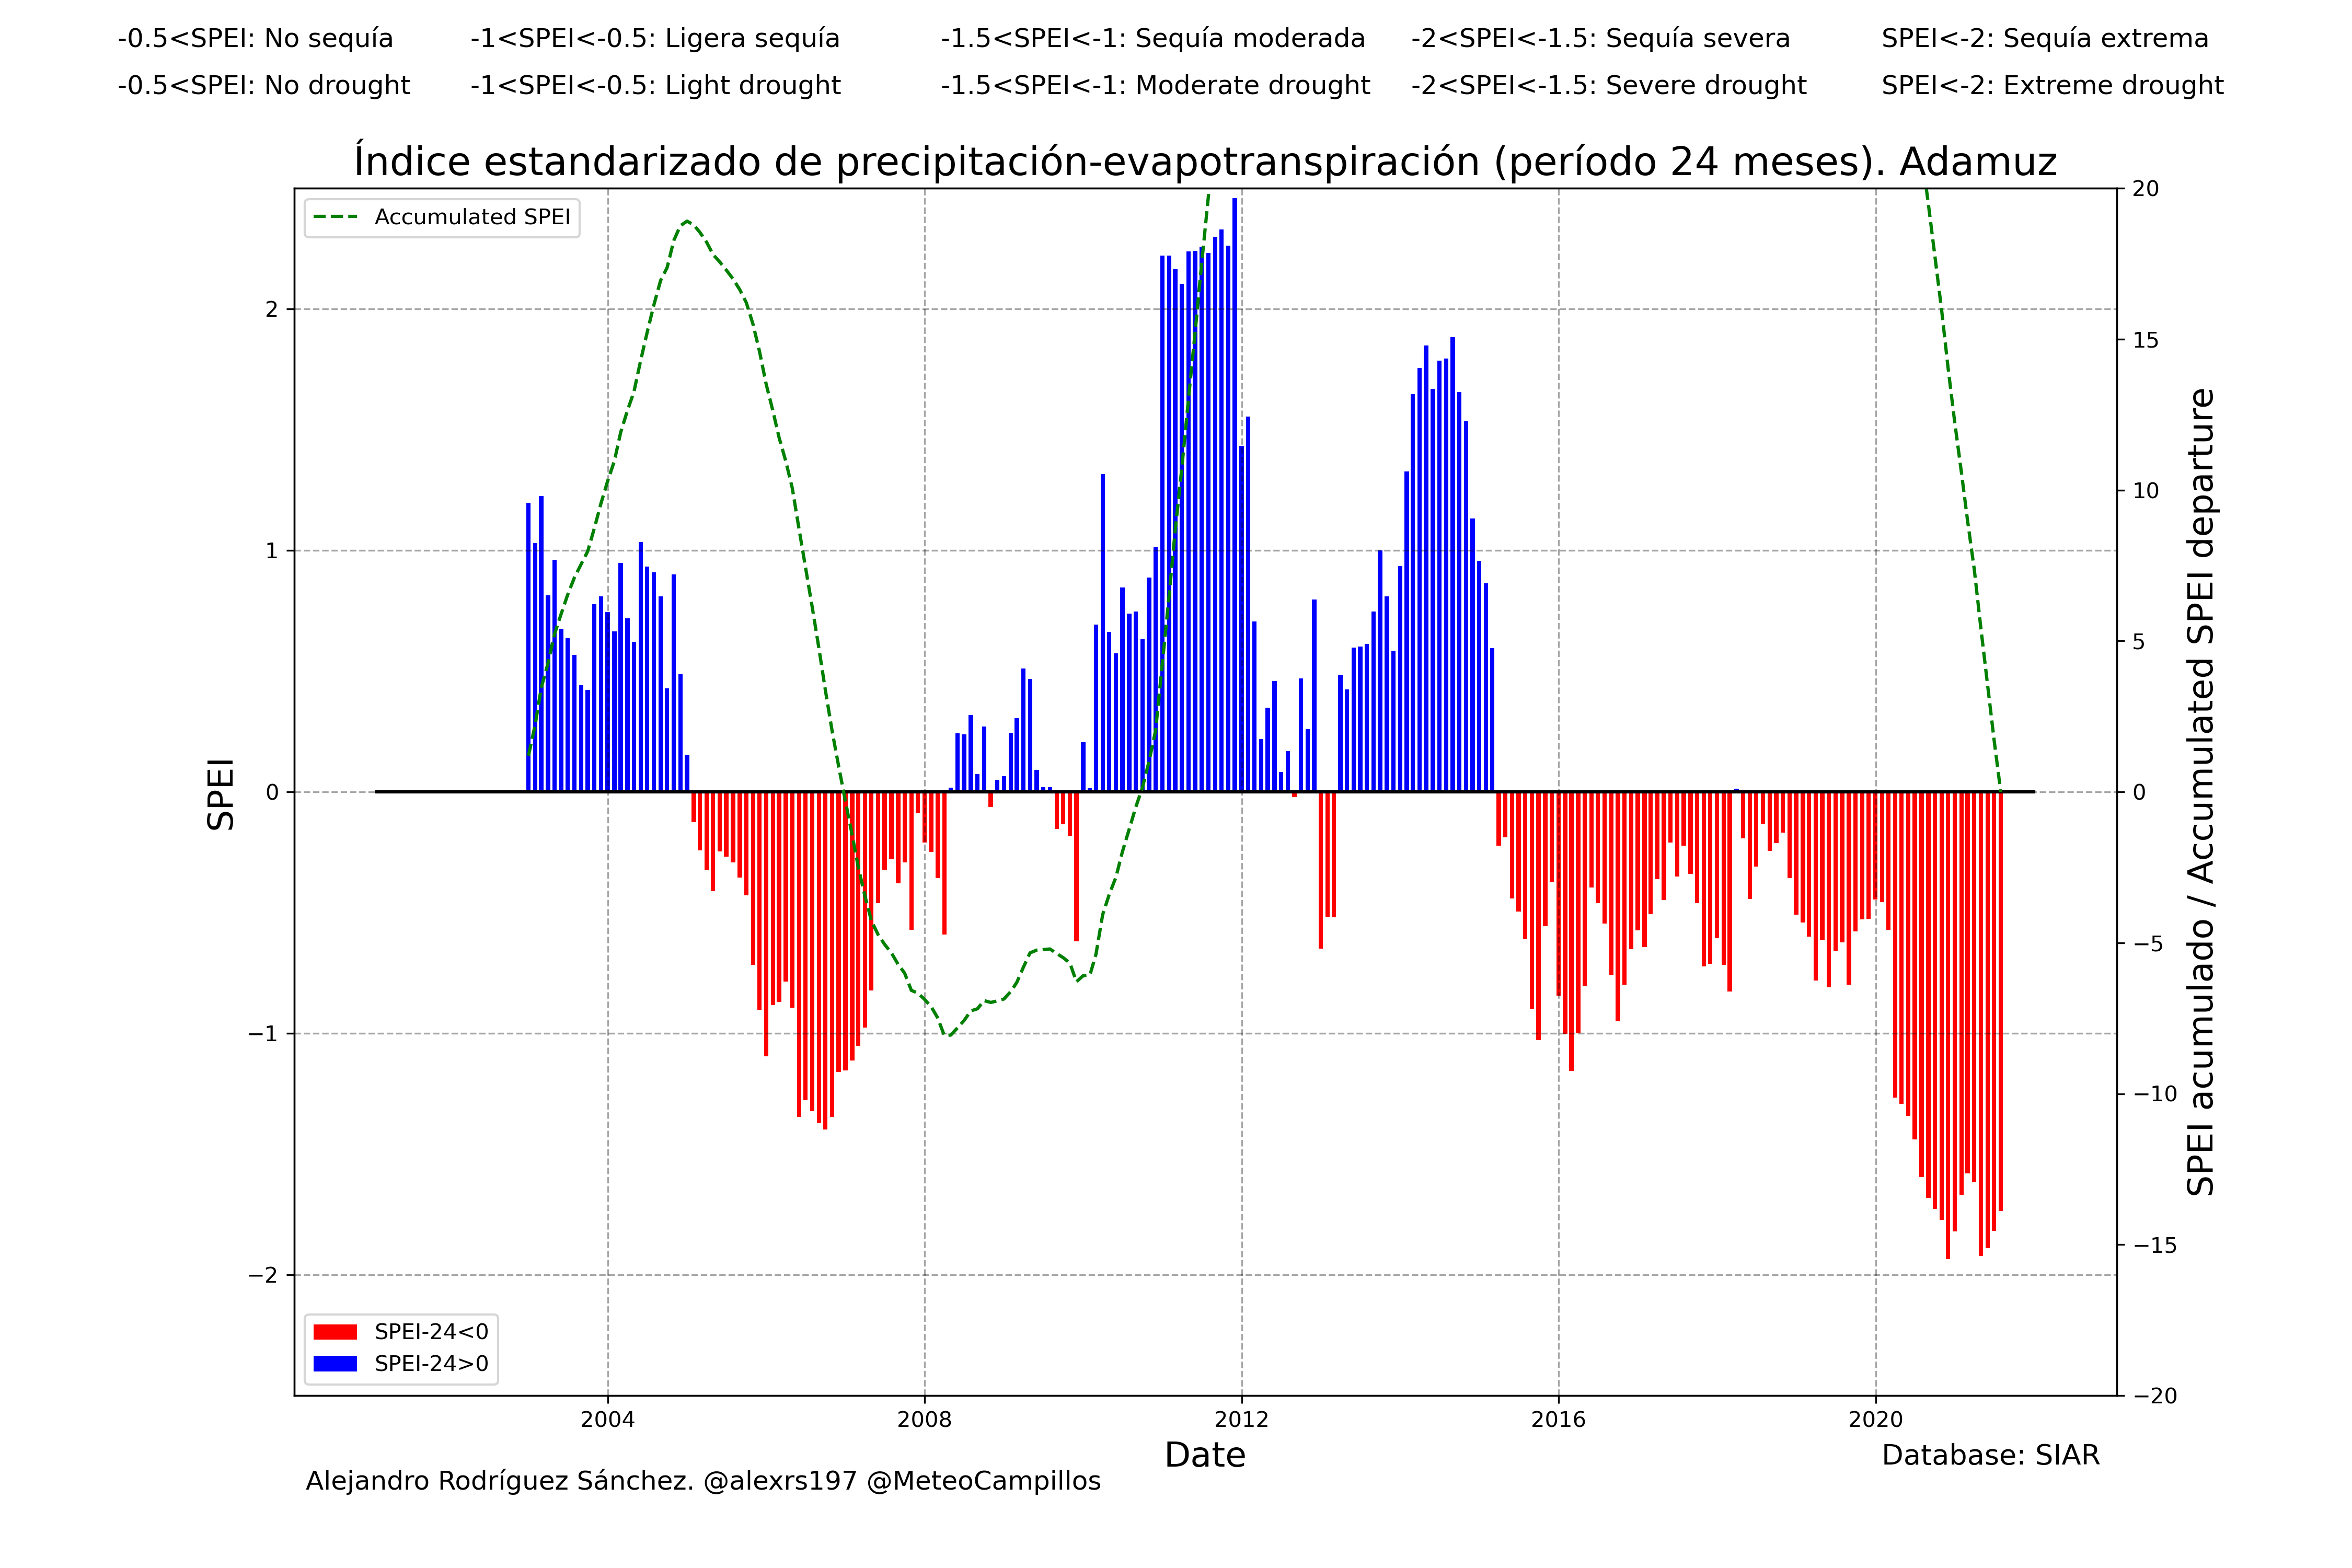 -0.5<SPEI: No sequía -1<SPEI<-0.5: Ligera sequía -1.5<SPEI<-1: Sequía moderada -2<SPEI<-1.5: Sequía severa SPEI<-2: Sequía extrema
-0.5<SPEI: No drought -1<SPEI<-0.5: Light drought -1.5<SPEI<-1: Moderate drought -2<SPEI<-1.5: Severe drought SPEI<-2: Extreme drought
Índice estandarizado de precipitación-evapotranspiración (período 24 meses). Adamuz
Accumulated SPEI
SPEI
2
1
0
−1
−2
20
15
10
5
0
−5
−10
−15
−20
SPEI acumulado / Accumulated SPEI departure
SPEI-24<0
SPEI-24>0
2004 2008 2012 2016 2020
Date
Database: SIAR
Alejandro Rodríguez Sánchez. @alexrs197 @MeteoCampillos